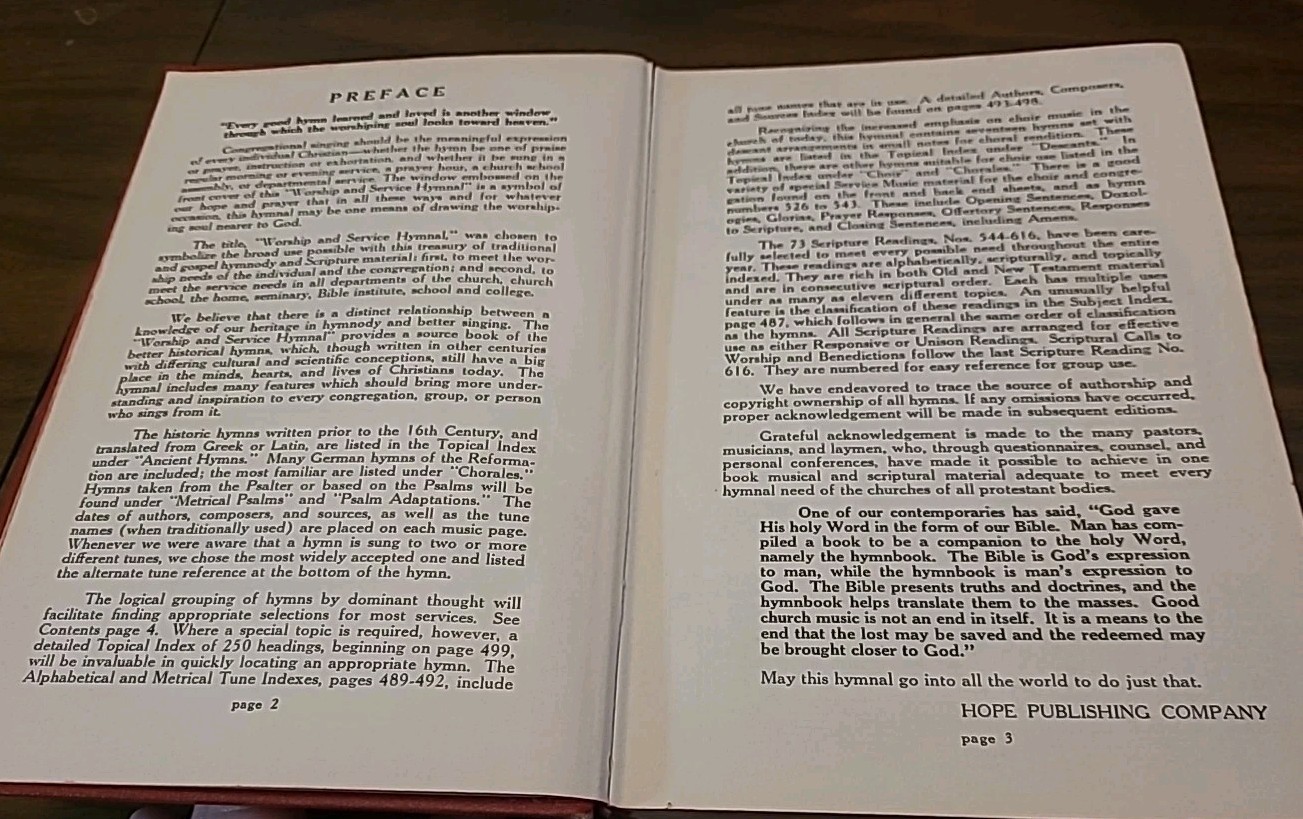 PREFACE
"Every good hymn learned and loved is another window
through which the worshiping soul looks toward heaven."
Congregational singing should be the meaningful expression
of every individual Christian—whether the hymn be one of praise
or prayer, instruction or exhortation, and whether it be sung in a
regular morning or evening service, a prayer hour, a church school
assembly, or departmental service. The window embossed on the
front cover of this "Worship and Service Hymnal" is a symbol of
our hope and prayer that in all these ways and for whatever
occasion, this hymnal may be one means of drawing the worship-
ing soul nearer to God.
The title, "Worship and Service Hymnal," was chosen to
symbolize the broad use possible with this treasury of traditional
and gospel hymnody and Scripture material: first, to meet the wor-
ship needs of the individual and the congregation; and second, to
meet the service needs in all departments of the church, church
school, the home, seminary, Bible institute, school and college.
We believe that there is a distinct relationship between a
knowledge of our heritage in hymnody and better singing. The
"Worship and Service Hymnal" provides a source book of the
better historical hymns, which, though written in other centuries
with differing cultural and scientific conceptions, still have a big
place in the minds, hearts, and lives of Christians today. The
hymnal includes many features which should bring more under-
standing and inspiration to every congregation, group, or person
who sings from it.
The historic hymns written prior to the 16th Century, and
translated from Greek or Latin, are listed in the Topical Index
under "Ancient Hymns." Many German hymns of the Reforma-
tion are included; the most familiar are listed under "Chorales."
Hymns taken from the Psalter or based on the Psalms will be
found under "Metrical Psalms" and "Psalm Adaptations." The
dates of authors, composers, and sources, as well as the tune
names (when traditionally used) are placed on each music page.
Whenever we were aware that a hymn is sung to two or more
different tunes, we chose the most widely accepted one and listed
the alternate tune reference at the bottom of the hymn.
The logical grouping of hymns by dominant thought will
facilitate finding appropriate selections for most services. See
Contents page 4. Where a special topic is required, however, a
detailed Topical Index of 250 headings, beginning on page 499,
will be invaluable in quickly locating an appropriate hymn. The
Alphabetical and Metrical Tune Indexes, pages 489-492, include
page 2
all tune names that are in use. A detailed Authors, Composers,
and Sources Index will be found on pages 493-498.
Recognizing the increased emphasis on choir music in the
church of today, this hymnal contains seventeen hymns set with
descant arrangements in small notes for choral rendition. These
hymns are listed in the Topical Index under "Descants." In
addition, there are other hymns suitable for choir use listed in the
Topical Index under "Choir" and "Chorales." There is a good
variety of special Service Music material for the choir and congre-
gation found on the front and back end sheets, and as hymn
numbers 526 to 543. These include Opening Sentences, Doxol-
ogies, Glorias, Prayer Responses, Offertory Sentences, Responses
to Scripture, and Closing Sentences, including Amens.
The 73 Scripture Readings, Nos. 544-616, have been care-
fully selected to meet every possible need throughout the entire
year. These readings are alphabetically, scripturally, and topically
indexed. They are rich in both Old and New Testament material
and are in consecutive scriptural order. Each has multiple uses
under as many as eleven different topics. An unusually helpful
feature is the classification of these readings in the Subject Index,
page 487, which follows in general the same order of classification
as the hymns. All Scripture Readings are arranged for effective
use as either Responsive or Unison Readings. Scriptural Calls to
Worship and Benedictions follow the last Scripture Reading No.
616. They are numbered for easy reference for group use.
We have endeavored to trace the source of authorship and
copyright ownership of all hymns. If any omissions have occurred,
proper acknowledgement will be made in subsequent editions.
Grateful acknowledgement is made to the many pastors,
musicians, and laymen, who, through questionnaires, counsel, and
personal conferences, have made it possible to achieve in one
book musical and scriptural material adequate to meet every
hymnal need of the churches of all protestant bodies.
One of our contemporaries has said, "God gave
His holy Word in the form of our Bible. Man has com-
piled a book to be a companion to the holy Word,
namely the hymnbook. The Bible is God's expression
to man, while the hymnbook is man's expression to
God. The Bible presents truths and doctrines, and the
hymnbook helps translate them to the masses. Good
church music is not an end in itself. It is a means to the
end that the lost may be saved and the redeemed may
be brought closer to God."
May this hymnal go into all the world to do just that.
HOPE PUBLISHING COMPANY
page 3